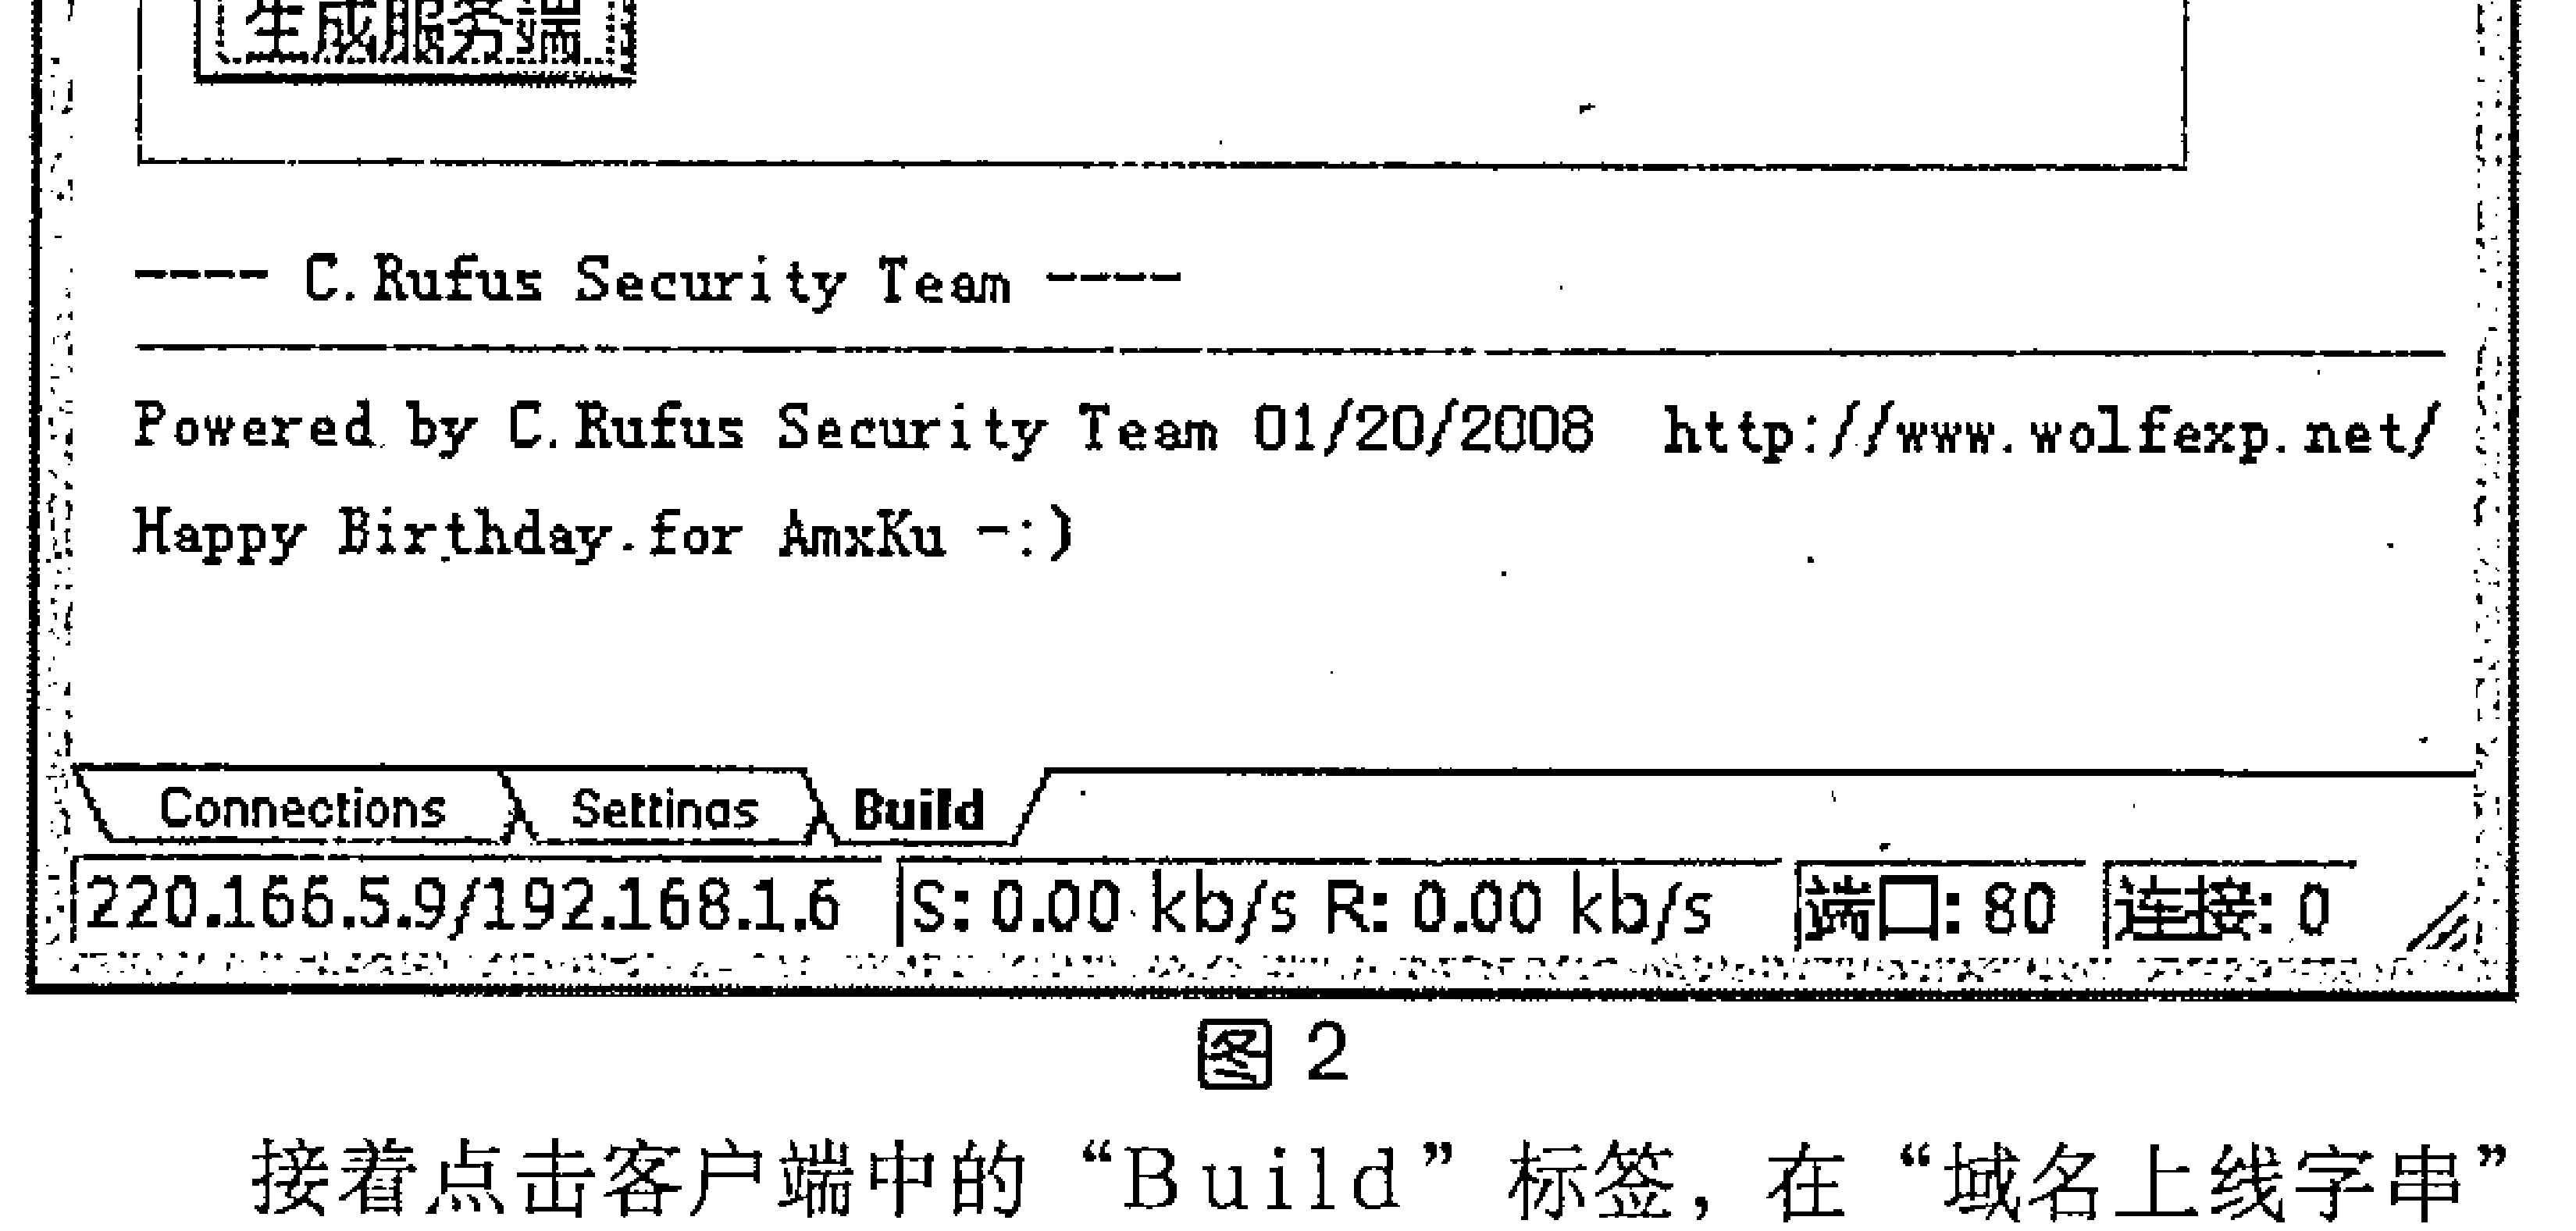 生成服务端
---- C.Rufus Security Team ----
Powered by C.Rufus Security Team 01/20/2008 http://www.wolfexp.net/
Happy Birthday for AmxKu -:)
Connections Settings Build
220.166.5.9/192.168.1.6 S: 0.00 kb/s R: 0.00 kb/s 端口: 80 连接: 0
图 2
接着点击客户端中的“Build”标签，在“域名上线字串”